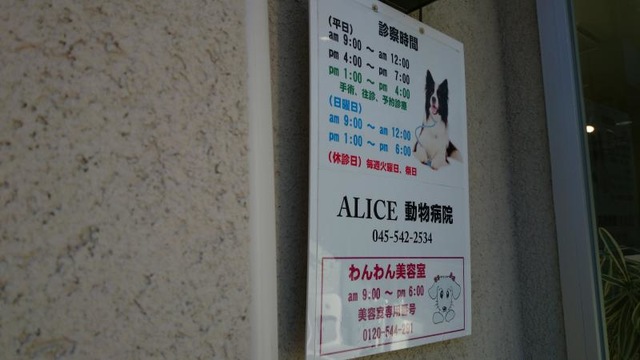 診察時間
(平日)
am 9:00 ～ am 12:00
pm 4:00 ～ pm 7:00
pm 1:00 ～ pm 4:00
手術、往診、予約診療
(日曜日)
am 9:00 ～ am 12:00
pm 1:00 ～ pm 6:00
(休診日) 毎週火曜日、祭日
ALICE 動物病院
045-542-2534
わんわん美容室
am 9:00 ～ pm 6:00
美容室専用番号
0120-544-281